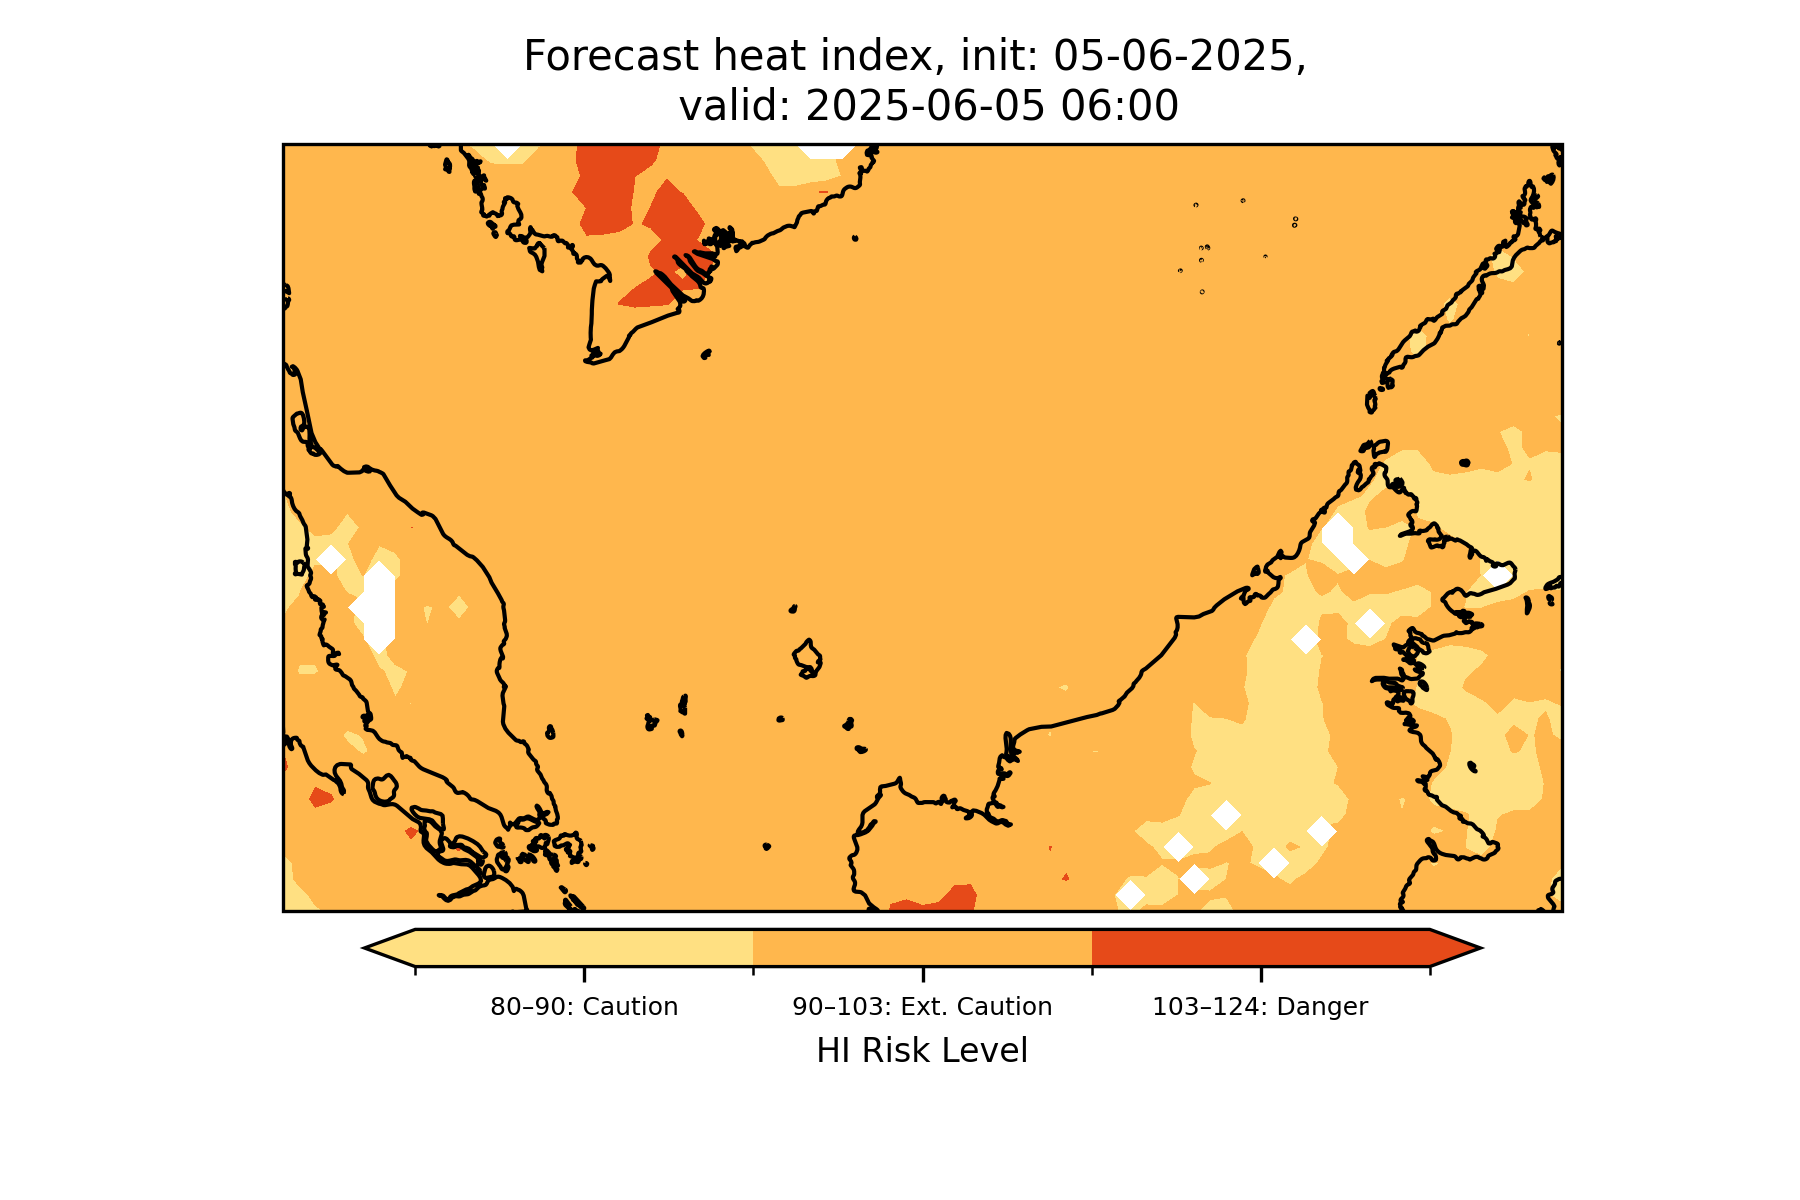 Forecast heat index, init: 05-06-2025,
valid: 2025-06-05 06:00
80–90: Caution
90–103: Ext. Caution
103–124: Danger
HI Risk Level